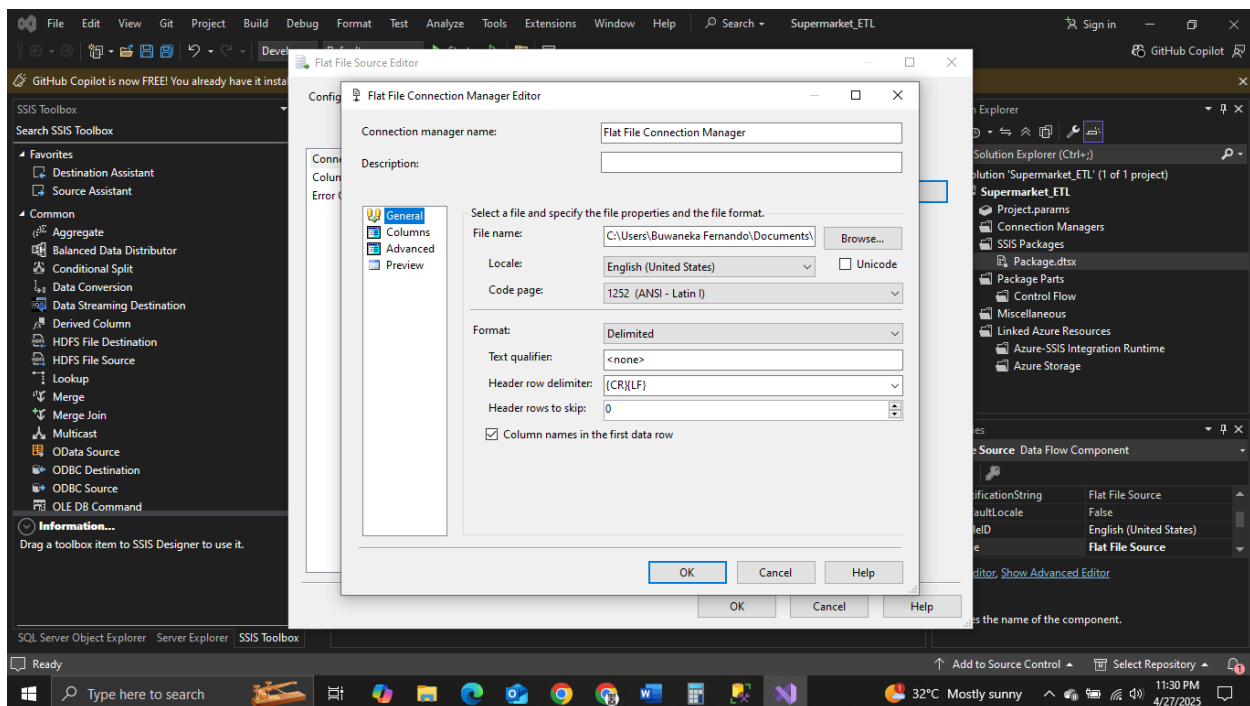 File Edit View Git Project Build Debug Format Test Analyze Tools Extensions Window Help Search Supermarket_ETL Sign in
GitHub Copilot
GitHub Copilot is now FREE! You already have it
Flat File Source Editor
Flat File Connection Manager Editor
Connection manager name: Flat File Connection Manager
Description:
General
Columns
Advanced
Preview
Select a file and specify the file properties and the file format.
File name: C:\Users\Buwaneka Fernando\Documents\ Browse...
Locale: English (United States) Unicode
Code page: 1252 (ANSI - Latin I)
Format: Delimited
Text qualifier: <none>
Header row delimiter: {CR}{LF}
Header rows to skip: 0
Column names in the first data row
OK Cancel Help
OK Cancel Help
SSIS Toolbox
Search SSIS Toolbox
Favorites
Destination Assistant
Source Assistant
Common
Aggregate
Balanced Data Distributor
Conditional Split
Data Conversion
Data Streaming Destination
Derived Column
HDFS File Destination
HDFS File Source
Lookup
Merge
Merge Join
Multicast
OData Source
ODBC Destination
ODBC Source
OLE DB Command
Information...
Drag a toolbox item to SSIS Designer to use it.
SQL Server Object Explorer Server Explorer SSIS Toolbox
Explorer
Solution Explorer (Ctrl+;)
'Supermarket_ETL' (1 of 1 project)
Supermarket_ETL
Project.params
Connection Managers
SSIS Packages
Package.dtsx
Package Parts
Control Flow
Miscellaneous
Linked Azure Resources
Azure-SSIS Integration Runtime
Azure Storage
Source Data Flow Component
Flat File Source
False
English (United States)
Flat File Source
Show Advanced Editor
the name of the component.
Ready Add to Source Control Select Repository
Type here to search 32°C Mostly sunny 11:30 PM
4/27/2025